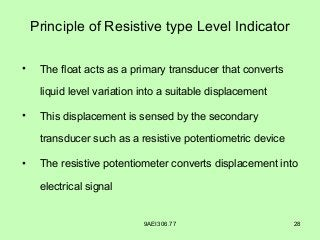 Principle of Resistive type Level Indicator
• The float acts as a primary transducer that converts
liquid level variation into a suitable displacement
• This displacement is sensed by the secondary
transducer such as a resistive potentiometric device
• The resistive potentiometer converts displacement into
electrical signal
9AEI306.77 28